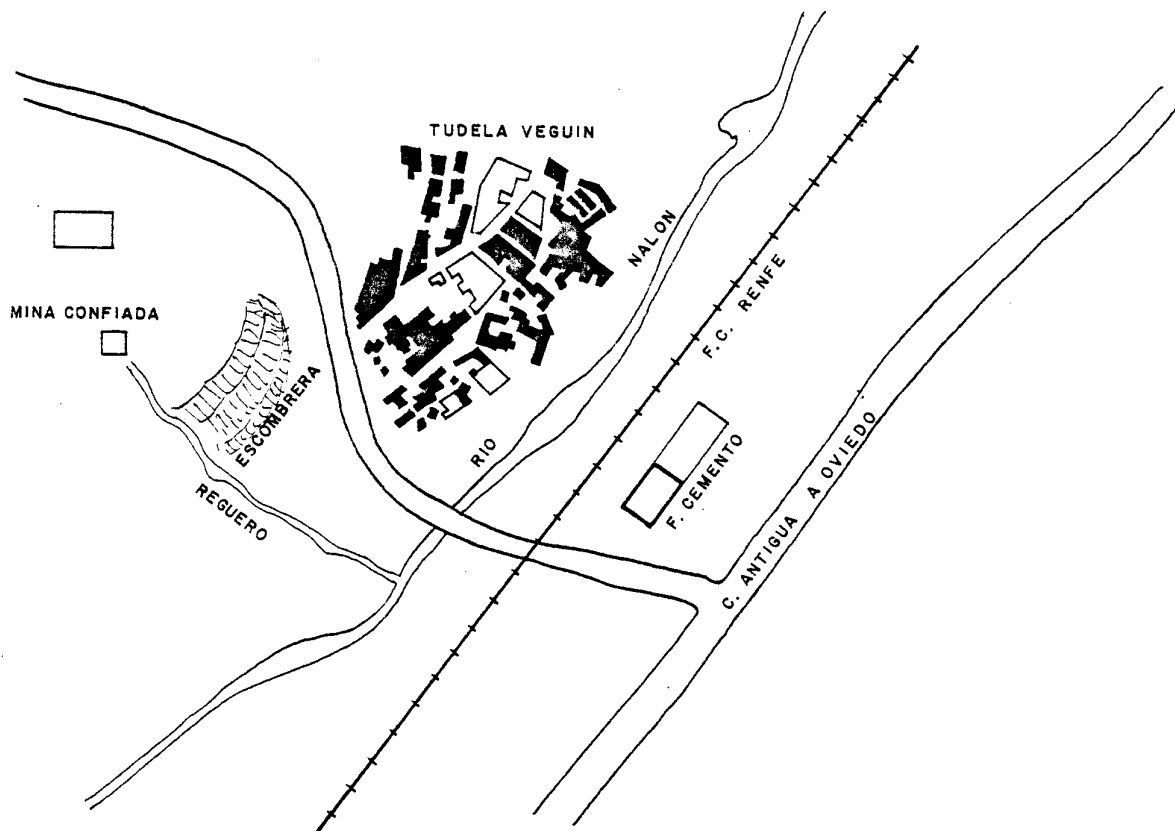 TUDELA VEGUIN
NALON
F.C. RENFE
MINA CONFIADA
ESCOMBRERA
RIO
F. CEMENTO
C. ANTIGUA A OVIEDO
REGUERO